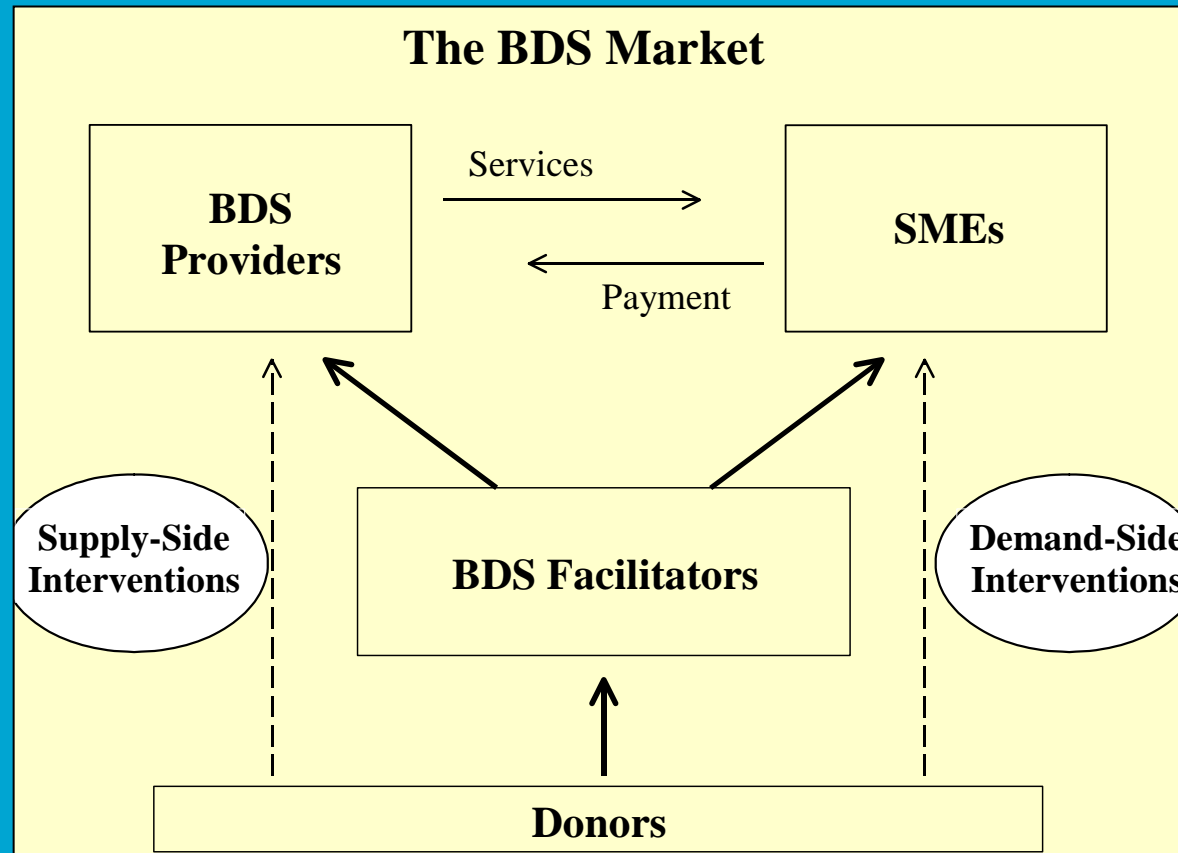 The BDS Market
Services
BDS
Providers
SMEs
Payment
Supply-Side
Interventions
BDS Facilitators
Demand-Side
Interventions
Donors